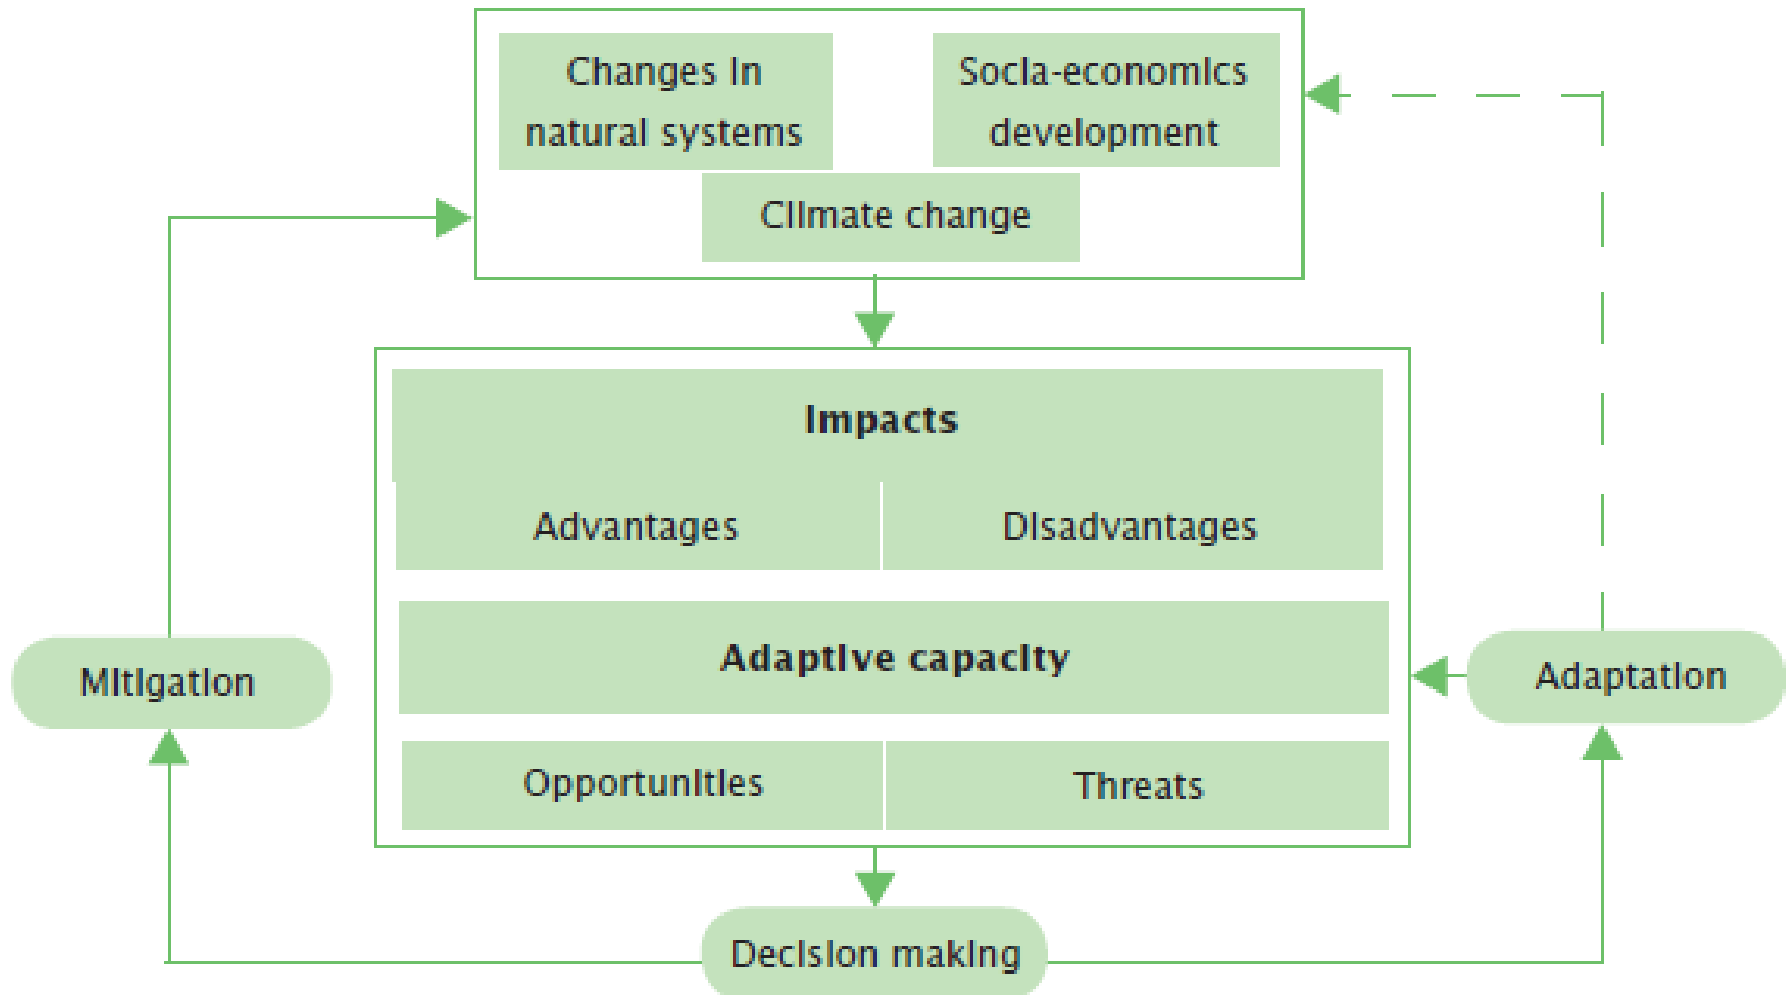 Changes in
natural systems
Socia-economics
development
Climate change
Impacts
Advantages
Disadvantages
Adaptive capacity
Mitigation
Adaptation
Opportunities
Threats
Decision making